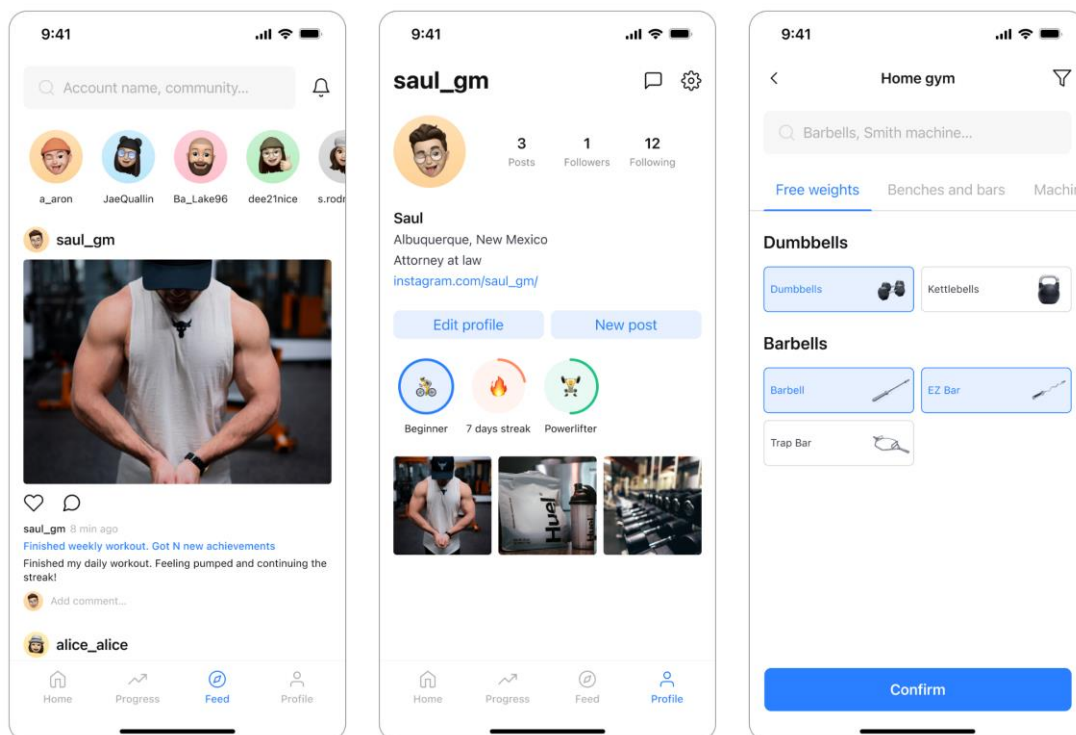 9:41
Account name, community...
a_aron
JaeQuallin
Ba_Lake96
dee21nice
s.rodr
saul_gm
saul_gm 8 min ago
Finished weekly workout. Got N new achievements
Finished my daily workout. Feeling pumped and continuing the
streak!
Add comment...
alice_alice
Home
Progress
Feed
Profile
9:41
saul_gm
3
1
12
Posts
Followers
Following
Saul
Albuquerque, New Mexico
Attorney at law
instagram.com/saul_gm/
Edit profile
New post
Beginner
7 days streak
Powerlifter
Huel
Huel
Home
Progress
Feed
Profile
9:41
Home gym
Barbells, Smith machine...
Free weights
Benches and bars
Machin
Dumbbells
Dumbbells
Kettlebells
Barbells
Barbell
EZ Bar
Trap Bar
Confirm